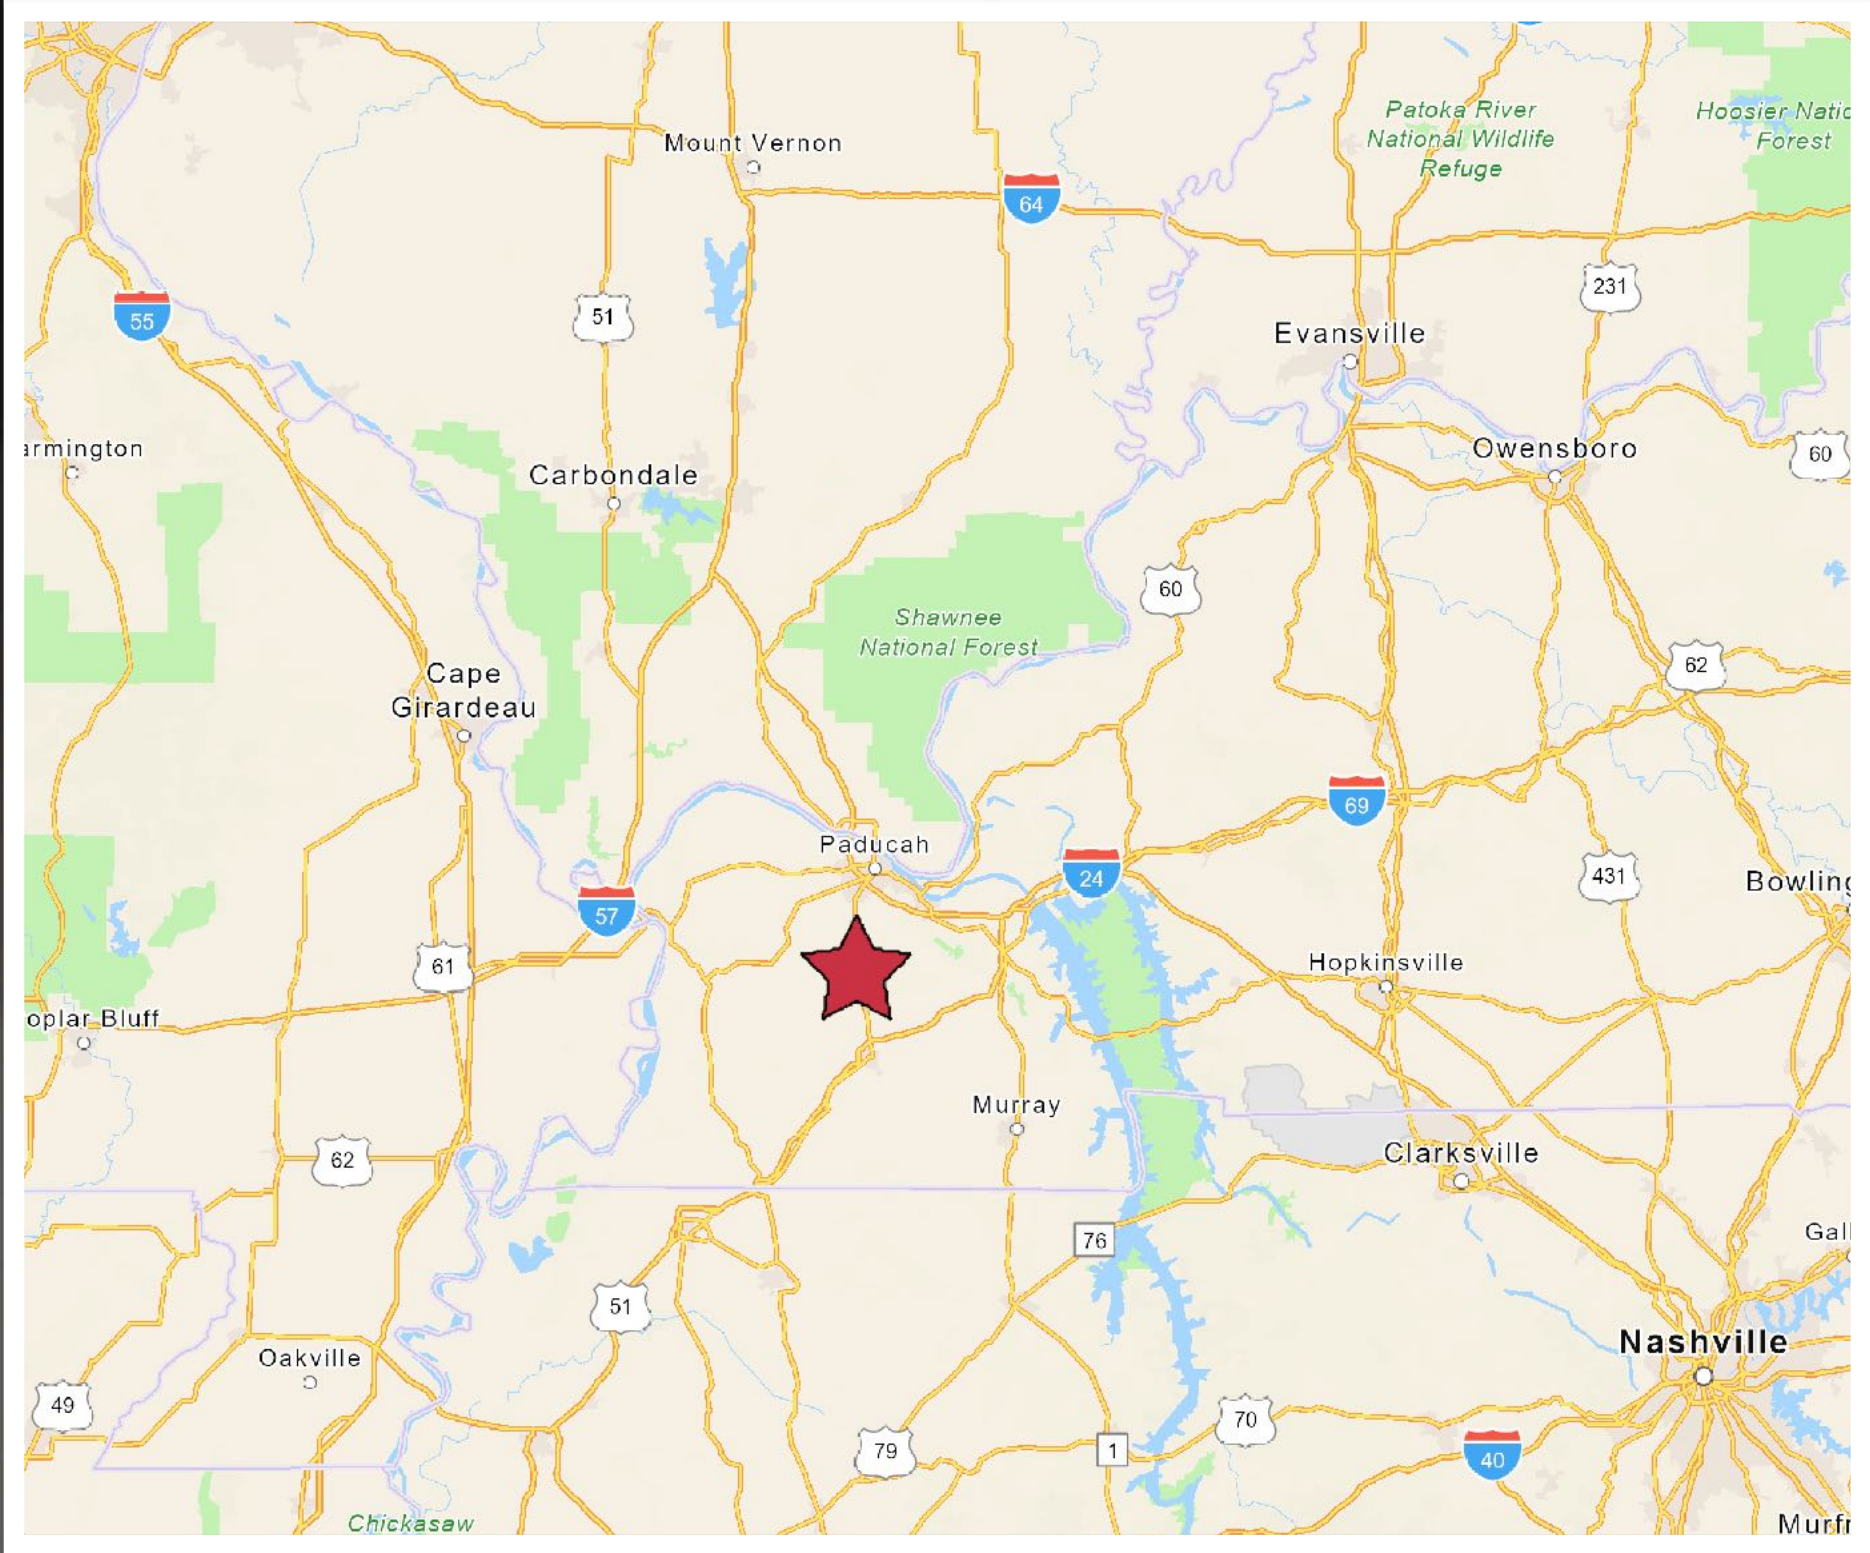 Patoka River
National Wildlife
Refuge
Hoosier Natio
Forest
Mount Vernon
64
231
55
51
Evansville
armington
Owensboro
60
Carbondale
60
Shawnee
National Forest
62
Cape
Girardeau
69
Paducah
24
431
Bowling
57
61
Hopkinsville
oplar Bluff
Murray
62
Clarksville
76
Gal
51
Nashville
Oakville
49
70
79
1
40
Chickasaw
Murfr